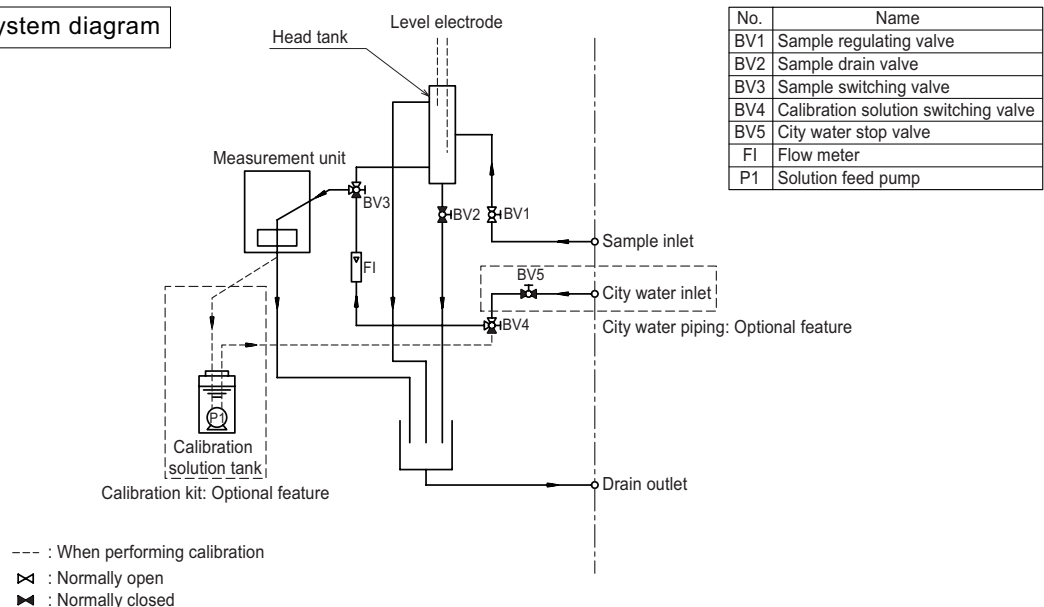 ystem diagram
Level electrode
Head tank
Measurement unit
BV3
BV2
BV1
Sample inlet
FI
BV5
City water inlet
BV4
City water piping: Optional feature
P1
Calibration
solution tank
Calibration kit: Optional feature
Drain outlet
--- : When performing calibration
: Normally open
: Normally closed
No. Name
BV1 Sample regulating valve
BV2 Sample drain valve
BV3 Sample switching valve
BV4 Calibration solution switching valve
BV5 City water stop valve
FI Flow meter
P1 Solution feed pump